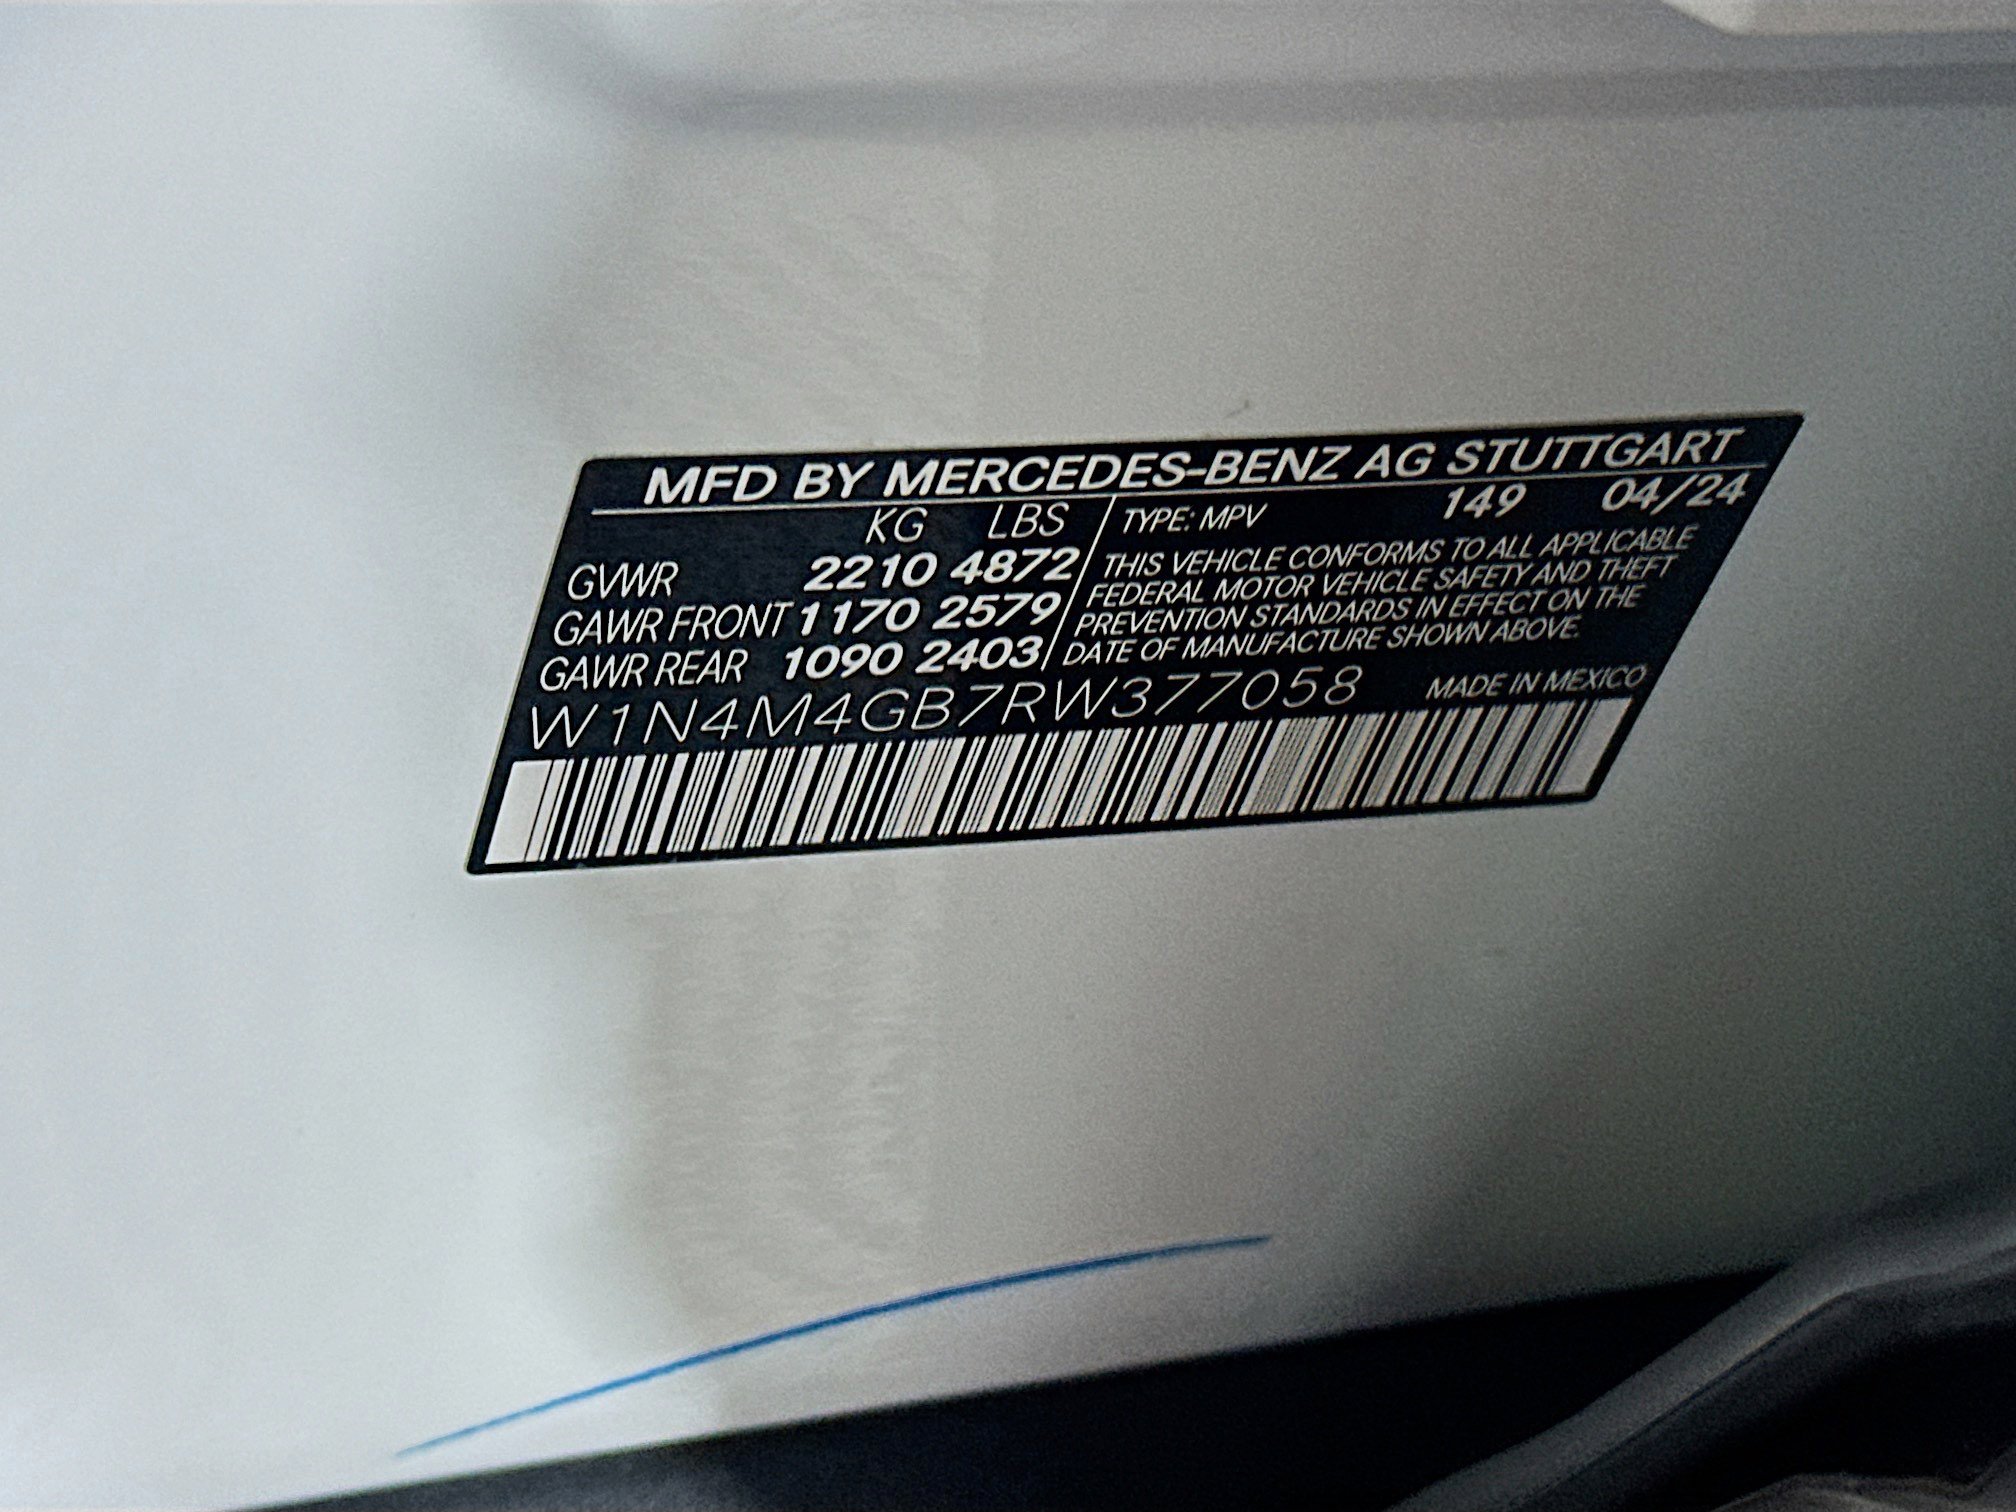 MFD BY MERCEDES-BENZ AG STUTTGART
KG LBS TYPE: MPV 149 04/24
GVWR 2210 4872 THIS VEHICLE CONFORMS TO ALL APPLICABLE
GAWR FRONT 1170 2579 FEDERAL MOTOR VEHICLE SAFETY AND THEFT
PREVENTION STANDARDS IN EFFECT ON THE
GAWR REAR 1090 2403 DATE OF MANUFACTURE SHOWN ABOVE.
W1N4M4GB7RW377058 MADE IN MEXICO